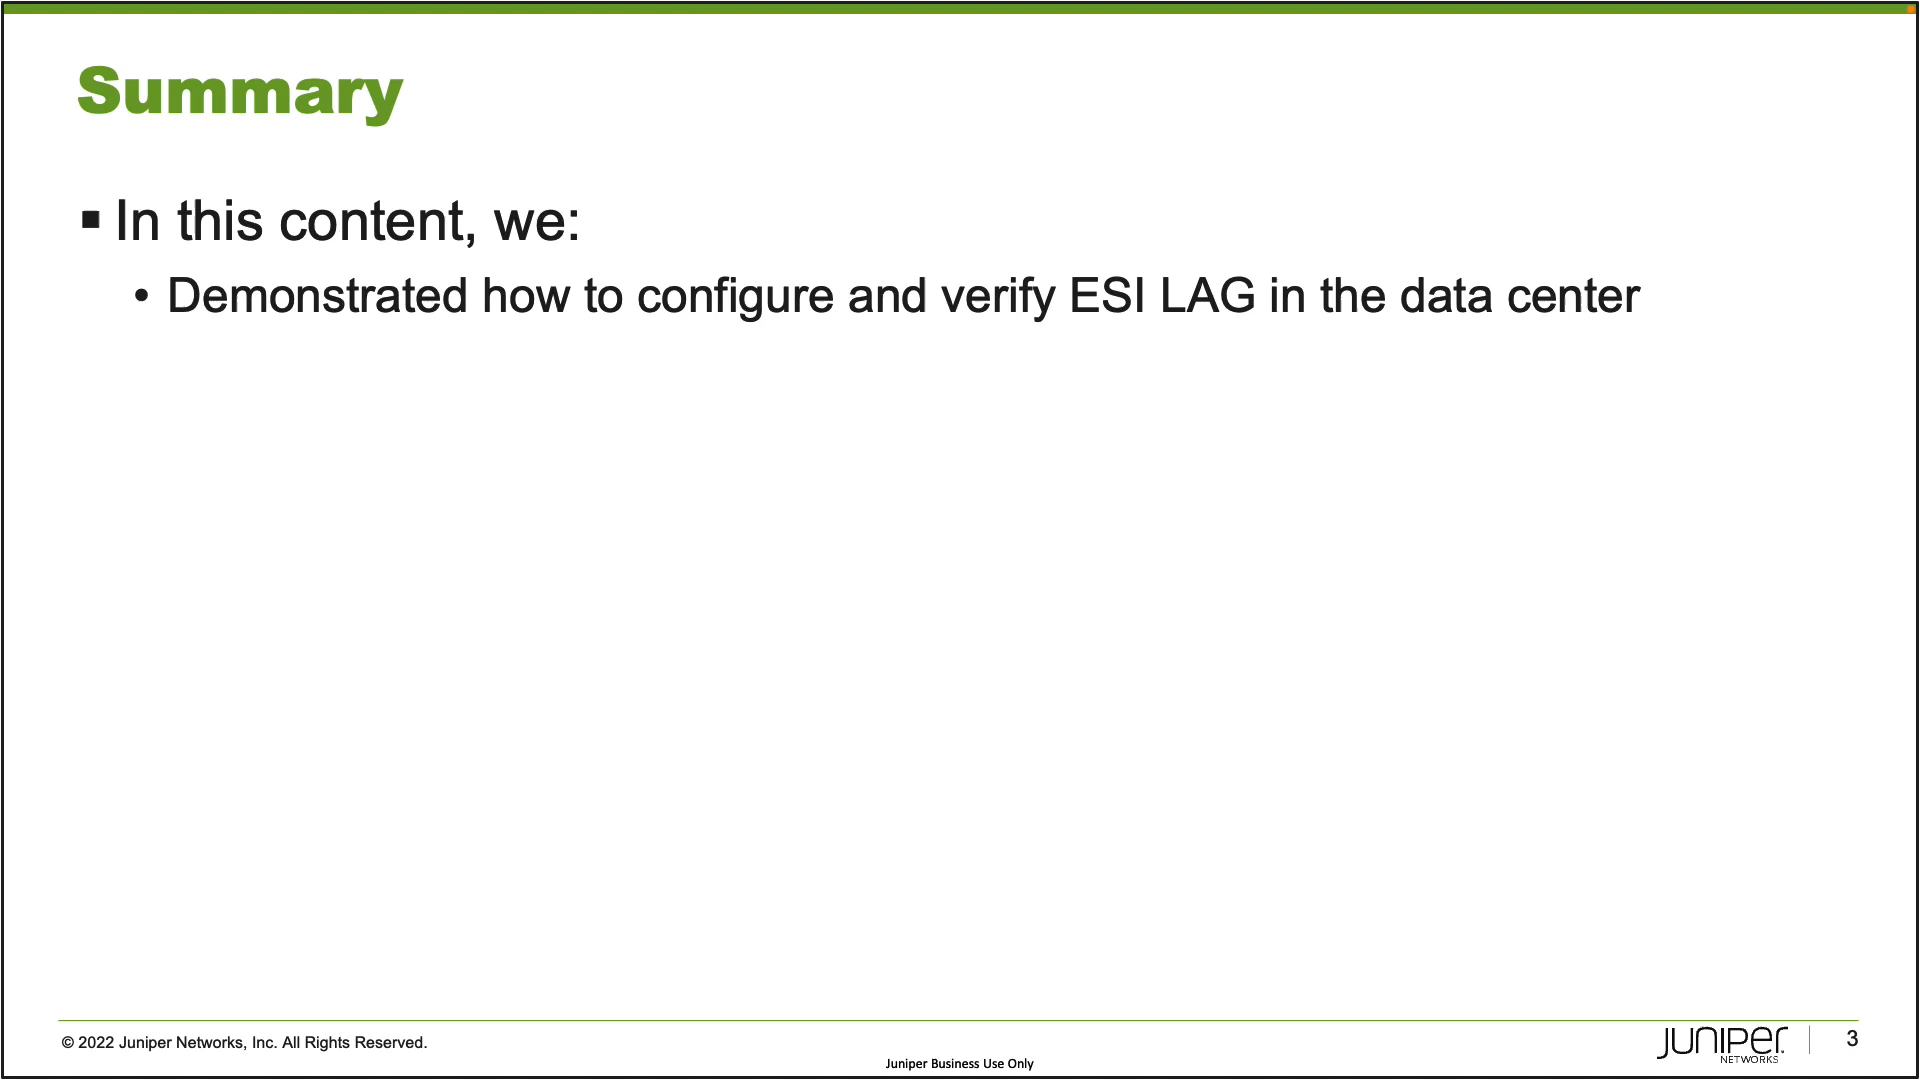 Summary
▪ In this content, we:
• Demonstrated how to configure and verify ESI LAG in the data center
© 2022 Juniper Networks, Inc. All Rights Reserved.
Juniper Business Use Only
Juniper
NETWORKS
3